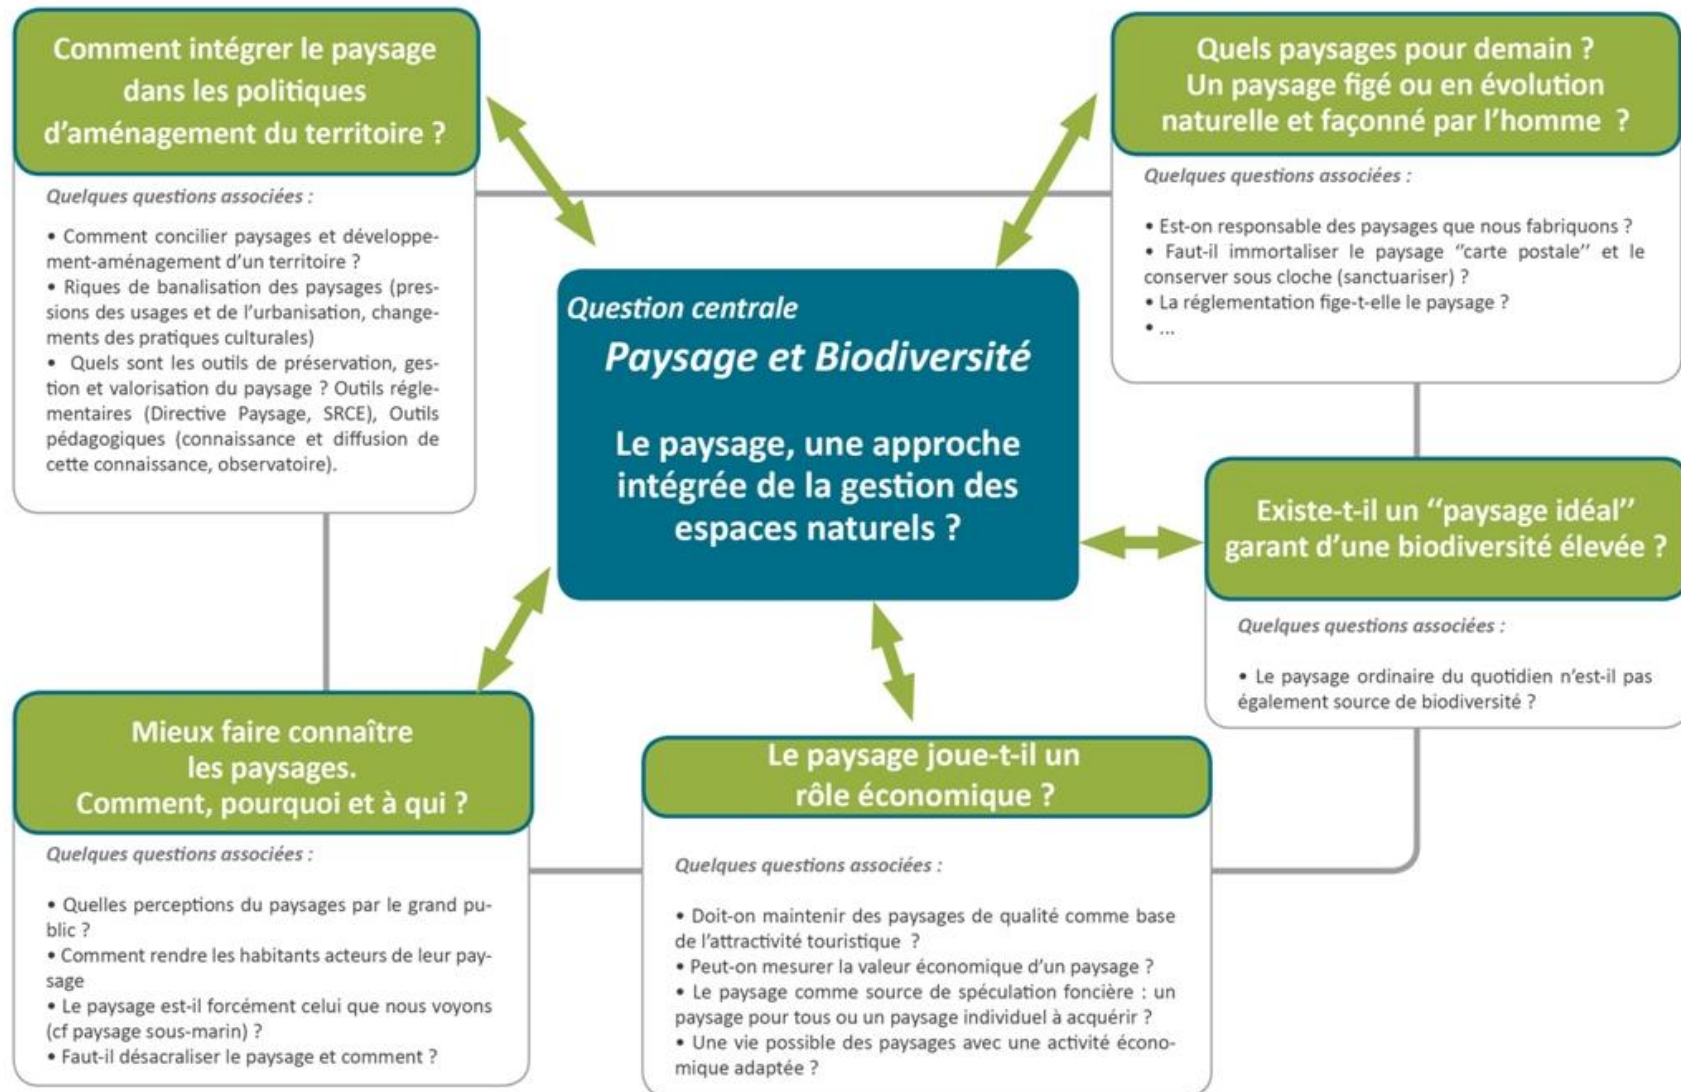 Comment intégrer le paysage
dans les politiques
d’aménagement du territoire ?
Quelques questions associées :
• Comment concilier paysages et développe-
ment-aménagement d’un territoire ?
• Riques de banalisation des paysages (pres-
sions des usages et de l’urbanisation, change-
ments des pratiques culturales)
• Quels sont les outils de préservation, ges-
tion et valorisation du paysage ? Outils régle-
mentaires (Directive Paysage, SRCE), Outils
pédagogiques (connaissance et diffusion de
cette connaissance, observatoire).
Quels paysages pour demain ?
Un paysage figé ou en évolution
naturelle et façonné par l’homme ?
Quelques questions associées :
• Est-on responsable des paysages que nous fabriquons ?
• Faut-il immortaliser le paysage ‘‘carte postale’’ et le
conserver sous cloche (sanctuariser) ?
• La réglementation fige-t-elle le paysage ?
• ...
Question centrale
Paysage et Biodiversité
Le paysage, une approche
intégrée de la gestion des
espaces naturels ?
Existe-t-il un ‘‘paysage idéal’’
garant d’une biodiversité élevée ?
Quelques questions associées :
• Le paysage ordinaire du quotidien n’est-il pas
également source de biodiversité ?
Mieux faire connaître
les paysages.
Comment, pourquoi et à qui ?
Quelques questions associées :
• Quelles perceptions du paysages par le grand pu-
blic ?
• Comment rendre les habitants acteurs de leur pay-
sage
• Le paysage est-il forcément celui que nous voyons
(cf paysage sous-marin) ?
• Faut-il désacraliser le paysage et comment ?
Le paysage joue-t-il un
rôle économique ?
Quelques questions associées :
• Doit-on maintenir des paysages de qualité comme base
de l’attractivité touristique ?
• Peut-on mesurer la valeur économique d’un paysage ?
• Le paysage comme source de spéculation foncière : un
paysage pour tous ou un paysage individuel à acquérir ?
• Une vie possible des paysages avec une activité écono-
mique adaptée ?